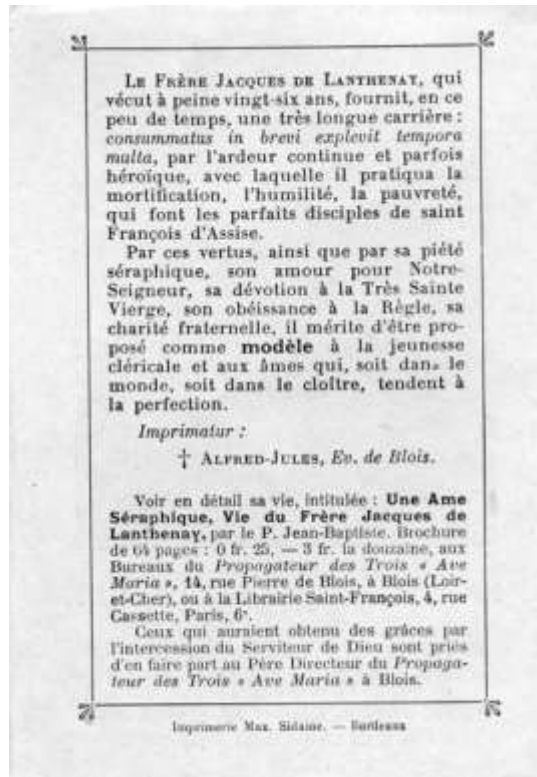 LE FRÈRE JACQUES DE LANTHENAY, qui
vécut à peine vingt-six ans, fournit, en ce
peu de temps, une très longue carrière :
consummatus in brevi explevit tempora
multa, par l'ardeur continue et parfois
héroïque, avec laquelle il pratiqua la
mortification, l'humilité, la pauvreté,
qui font les parfaits disciples de saint
François d'Assise.
Par ces vertus, ainsi que par sa piété
séraphique, son amour pour Notre-
Seigneur, sa dévotion à la Très Sainte
Vierge, son obéissance à la Règle, sa
charité fraternelle, il mérite d'être pro-
posé comme modèle à la jeunesse
cléricale et aux âmes qui, soit dans le
monde, soit dans le cloître, tendent à
la perfection.
Imprimatur :
† ALFRED-JULES, Ev. de Blois.
Voir en détail sa vie, intitulée : Une Ame
Séraphique, Vie du Frère Jacques de
Lanthenay, par le P. Jean-Baptiste. Brochure
de 64 pages : 0 fr. 25, — 3 fr. la douzaine, aux
Bureaux du Propagateur des Trois « Ave
Maria », 14, rue Pierre de Blois, à Blois (Loir-
et-Cher), ou à la Librairie Saint-François, 4, rue
Cassette, Paris, 6e.
Ceux qui auraient obtenu des grâces par
l'intercession du Serviteur de Dieu sont priés
d'en faire part au Père Directeur du Propaga-
teur des Trois « Ave Maria » à Blois.
Imprimerie Max. Sidaine. — Bordeaux